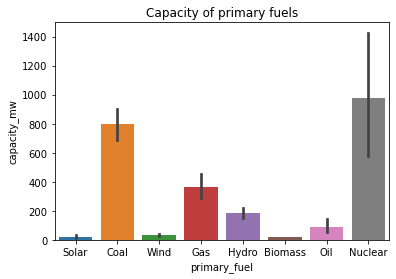 Capacity of primary fuels
capacity_mw
1400
1200
1000
800
600
400
200
0
Solar Coal Wind Gas Hydro Biomass Oil Nuclear
primary_fuel